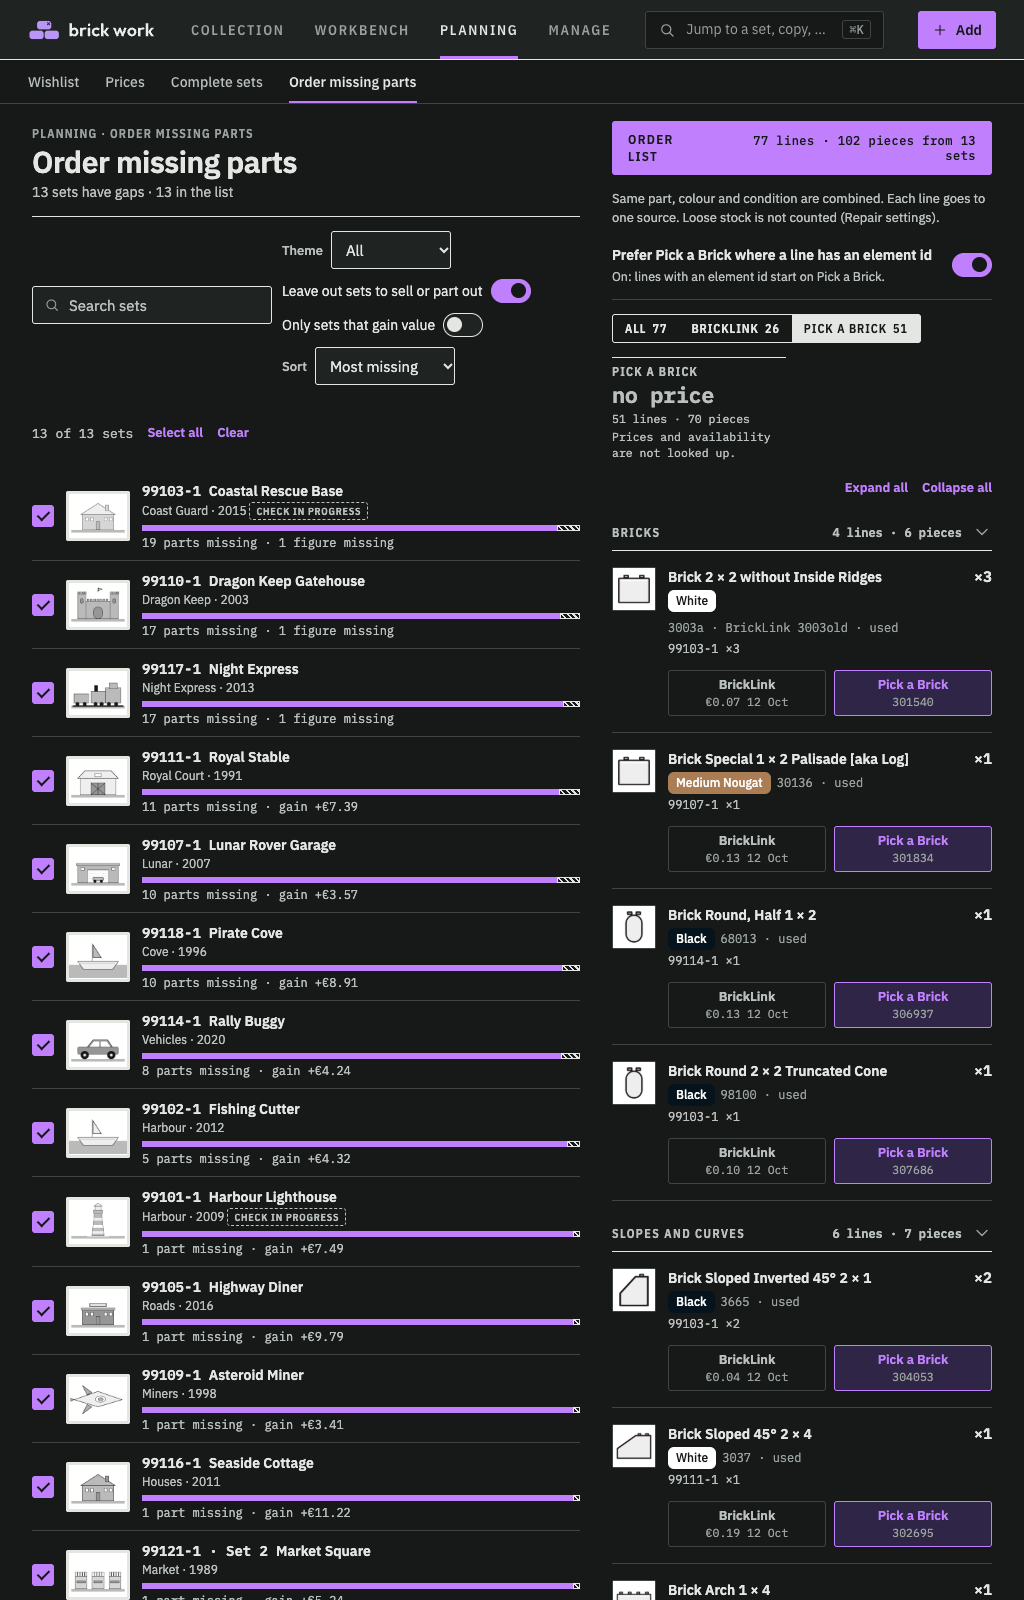 brick work
COLLECTION
WORKBENCH
PLANNING
MANAGE
Jump to a set, copy, ...
⌘K
+ Add
Wishlist
Prices
Complete sets
Order missing parts
PLANNING · ORDER MISSING PARTS
Order missing parts
13 sets have gaps · 13 in the list
Theme
All
Search sets
Leave out sets to sell or part out
Only sets that gain value
Sort
Most missing
13 of 13 sets
Select all
Clear
99103-1 Coastal Rescue Base
Coast Guard · 2015 CHECK IN PROGRESS
19 parts missing · 1 figure missing
99110-1 Dragon Keep Gatehouse
Dragon Keep · 2003
17 parts missing · 1 figure missing
99117-1 Night Express
Night Express · 2013
17 parts missing · 1 figure missing
99111-1 Royal Stable
Royal Court · 1991
11 parts missing · gain +€7.39
99107-1 Lunar Rover Garage
Lunar · 2007
10 parts missing · gain +€3.57
99118-1 Pirate Cove
Cove · 1996
10 parts missing · gain +€8.91
99114-1 Rally Buggy
Vehicles · 2020
8 parts missing · gain +€4.24
99102-1 Fishing Cutter
Harbour · 2012
5 parts missing · gain +€4.32
99101-1 Harbour Lighthouse
Harbour · 2009 CHECK IN PROGRESS
1 part missing · gain +€7.49
99105-1 Highway Diner
Roads · 2016
1 part missing · gain +€9.79
99109-1 Asteroid Miner
Miners · 1998
1 part missing · gain +€3.41
99116-1 Seaside Cottage
Houses · 2011
1 part missing · gain +€11.22
99121-1 · Set 2 Market Square
Market · 1989
ORDER LIST
77 lines · 102 pieces from 13 sets
Same part, colour and condition are combined. Each line goes to
one source. Loose stock is not counted (Repair settings).
Prefer Pick a Brick where a line has an element id
On: lines with an element id start on Pick a Brick.
ALL 77
BRICKLINK 26
PICK A BRICK 51
PICK A BRICK
no price
51 lines · 70 pieces
Prices and availability
are not looked up.
Expand all
Collapse all
BRICKS
4 lines · 6 pieces
Brick 2 × 2 without Inside Ridges ×3
White
3003a · BrickLink 3003old · used
99103-1 ×3
BrickLink
€0.07 12 Oct
Pick a Brick
301540
Brick Special 1 × 2 Palisade [aka Log] ×1
Medium Nougat 30136 · used
99107-1 ×1
BrickLink
€0.13 12 Oct
Pick a Brick
301834
Brick Round, Half 1 × 2 ×1
Black 68013 · used
99114-1 ×1
BrickLink
€0.13 12 Oct
Pick a Brick
306937
Brick Round 2 × 2 Truncated Cone ×1
Black 98100 · used
99103-1 ×1
BrickLink
€0.10 12 Oct
Pick a Brick
307686
SLOPES AND CURVES
6 lines · 7 pieces
Brick Sloped Inverted 45° 2 × 1 ×2
Black 3665 · used
99103-1 ×2
BrickLink
€0.04 12 Oct
Pick a Brick
304053
Brick Sloped 45° 2 × 4 ×1
White 3037 · used
99111-1 ×1
BrickLink
€0.19 12 Oct
Pick a Brick
302695
Brick Arch 1 × 4 ×1